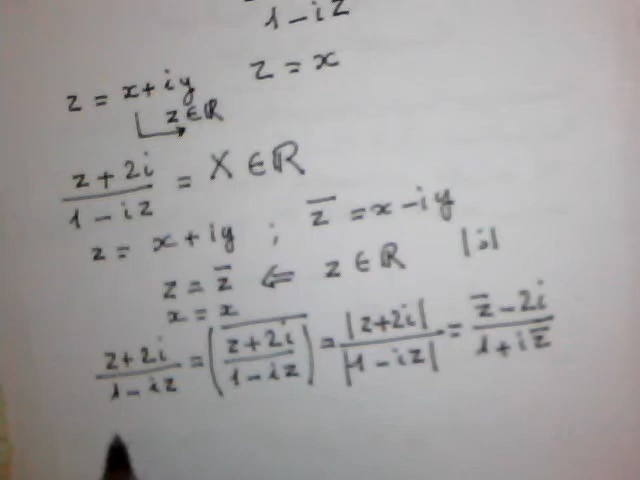 1 - iz
z = x
z = x + iy
z ∈ ℝ
(z + 2i)/(1 - iz) = X ∈ ℝ
z = x + iy ; z̅ = x - iy
z = z̅ ⇐ z ∈ ℝ
x = x
(z + 2i)/(1 - iz) = (\overline{(z + 2i)/(1 - iz)}) = |z + 2i|/|1 - iz| = (z̅ - 2i)/(1 + iz̅)